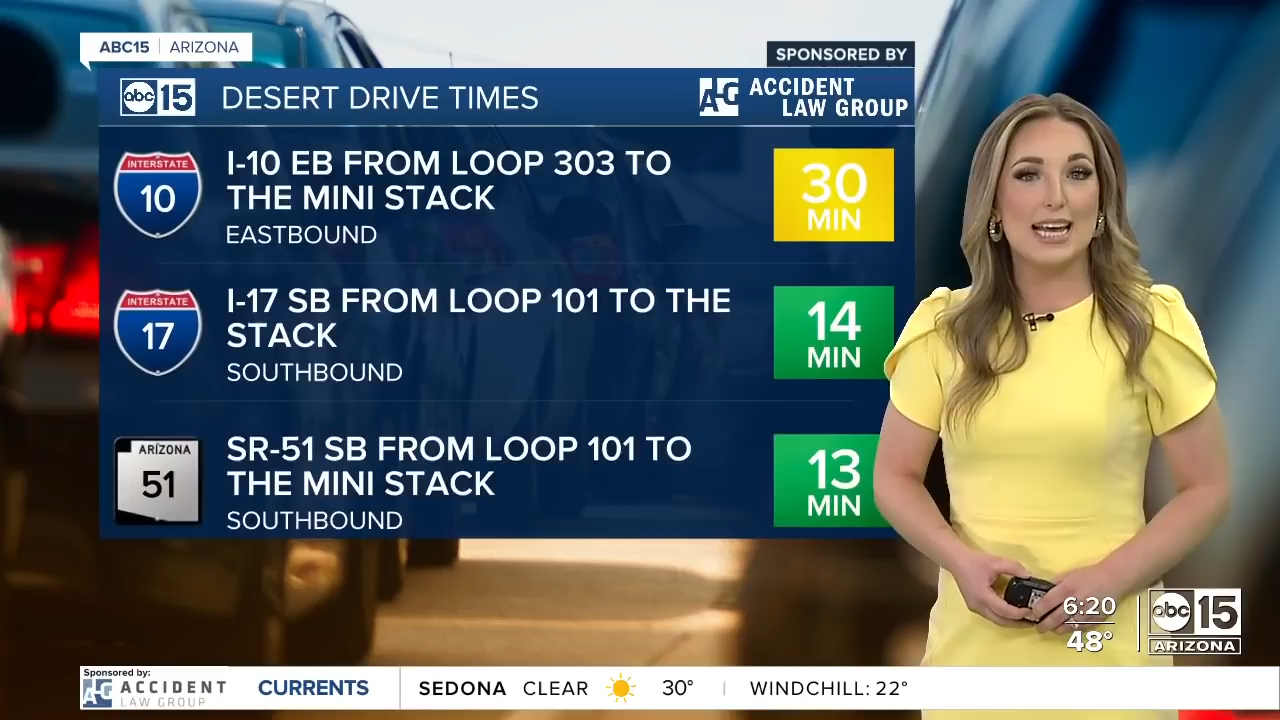 ABC15 | ARIZONA
SPONSORED BY
abc 15 DESERT DRIVE TIMES
ALG ACCIDENT
LAW GROUP
INTERSTATE
10
I-10 EB FROM LOOP 303 TO
THE MINI STACK
EASTBOUND
30
MIN
INTERSTATE
17
I-17 SB FROM LOOP 101 TO THE
STACK
SOUTHBOUND
14
MIN
ARIZONA
51
SR-51 SB FROM LOOP 101 TO
THE MINI STACK
SOUTHBOUND
13
MIN
6:20
48°
abc 15
ARIZONA
Sponsored by:
ALG ACCIDENT
LAW GROUP
CURRENTS
SEDONA CLEAR 30° | WINDCHILL: 22°